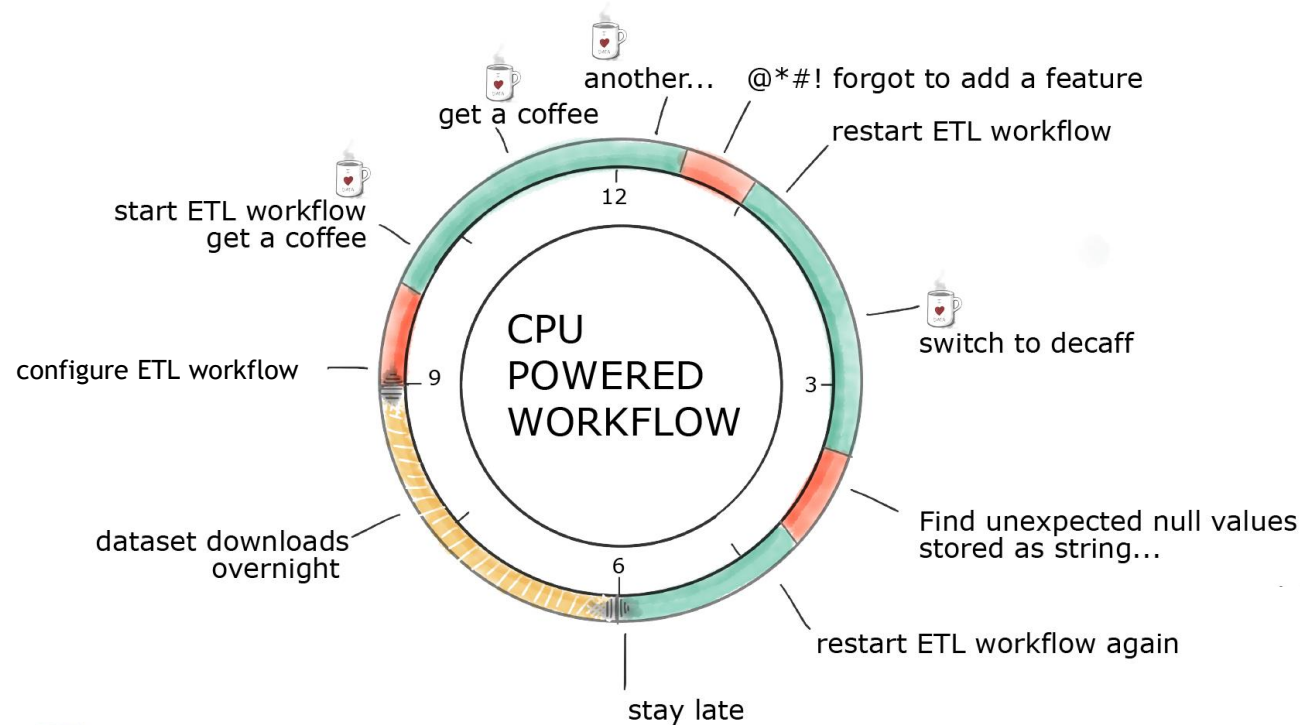 another...
@*#! forgot to add a feature
get a coffee
restart ETL workflow
12
start ETL workflow
get a coffee
CPU
POWERED
WORKFLOW
switch to decaff
configure ETL workflow
9
3
Find unexpected null values
stored as string...
dataset downloads
overnight
6
restart ETL workflow again
stay late